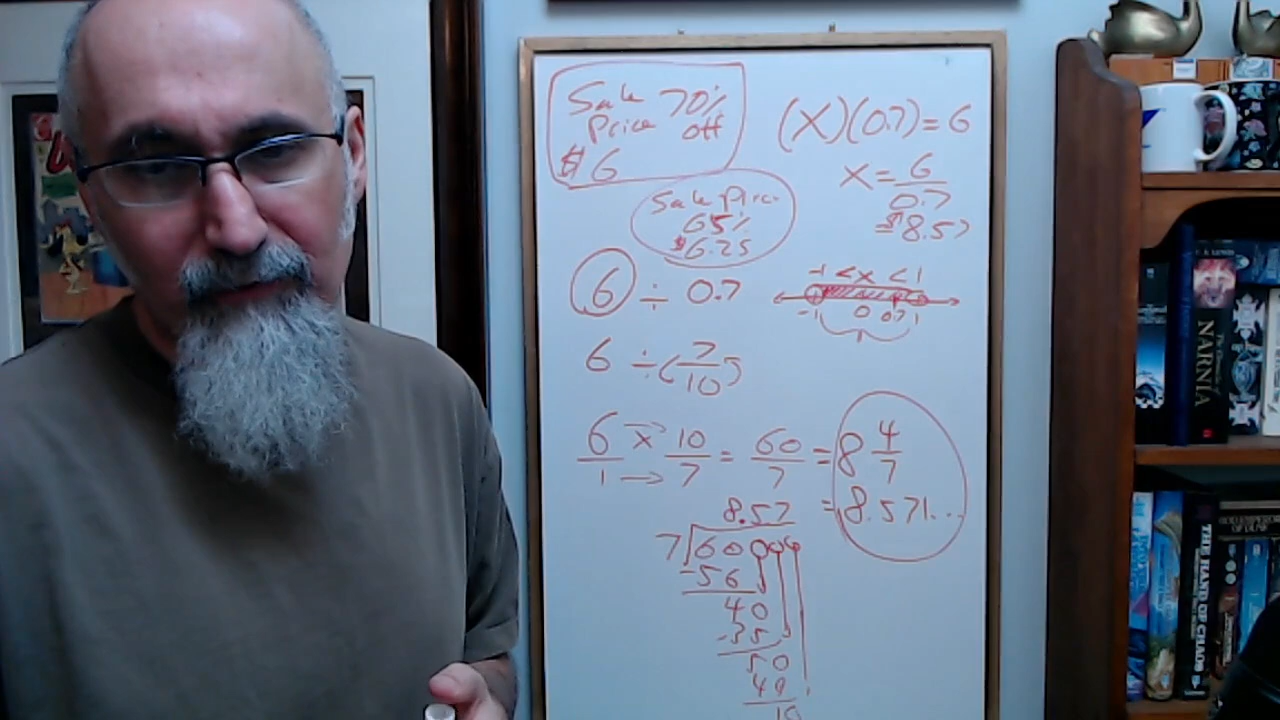 Sale 70%
Price off
$6
(x)(0.7)=6
x=6/0.7
=$8.57
Sale Price
65%
$6.25
6 ÷ 0.7
-1 < x < 1
-1 0 0.7 1
6 ÷ (7/10)
6/1 x 10/7 = 60/7 = 8 4/7
= 8.571...
8.57
7)60000
-56
40
-35
50
49
10
NARNIA
THE HAND OF CHAOS